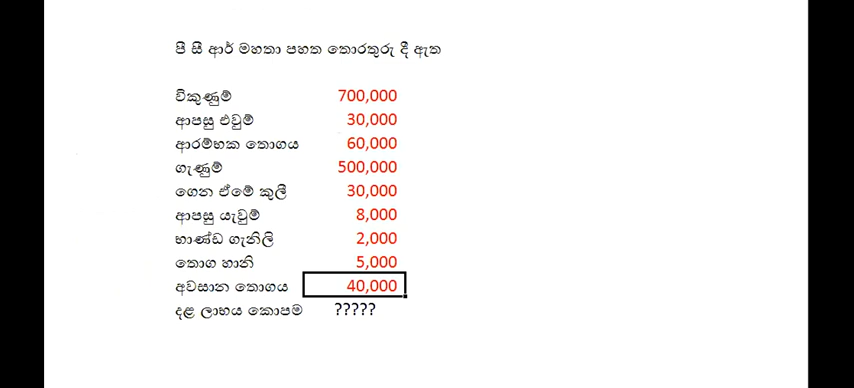 පී සී ආර් මහතා පහත තොරතුරු දී ඇත
විකුණුම් 700,000
ආපසු එවුම් 30,000
ආරම්භක තොගය 60,000
ගැණුම් 500,000
ගෙන ඒමේ කුලී 30,000
ආපසු යැවුම් 8,000
භාණ්ඩ ගැනිලි 2,000
තොග හානි 5,000
අවසාන තොගය 40,000
දළ ලාභය කොපම ?????